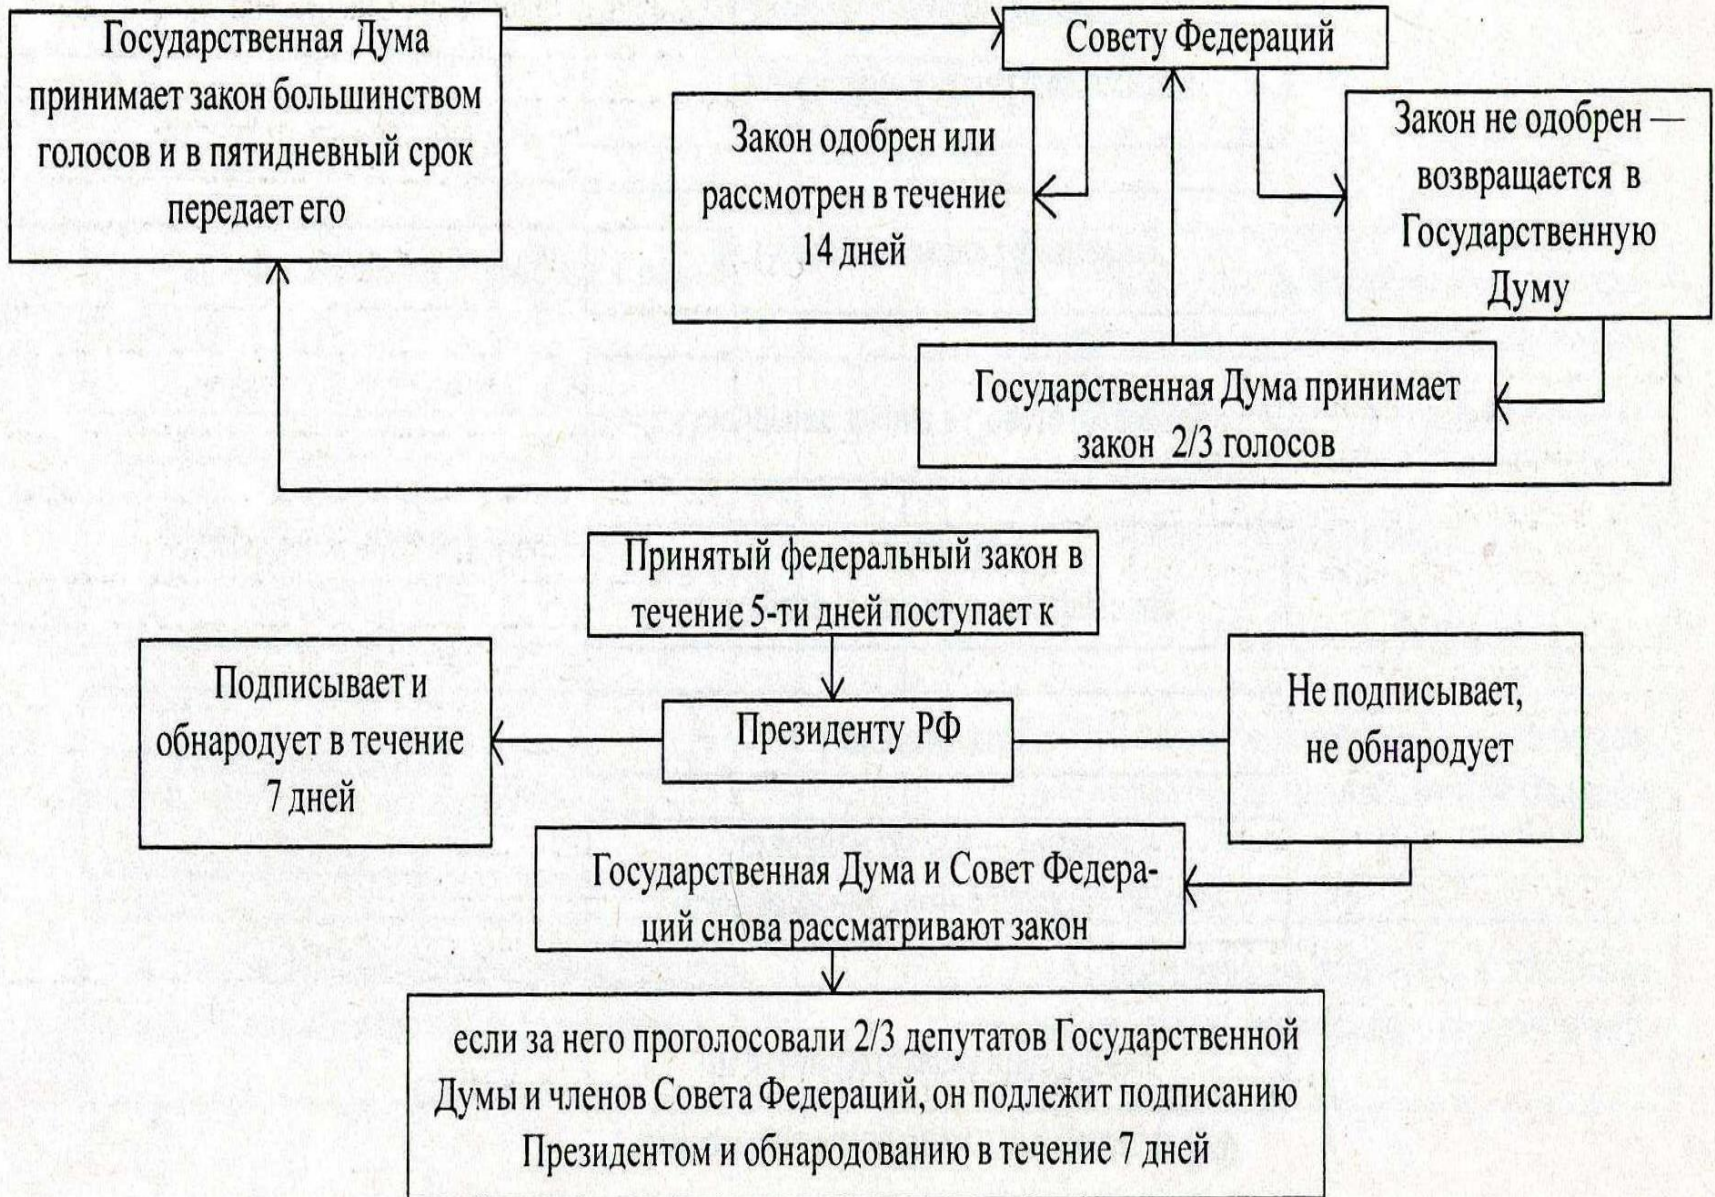 Государственная Дума
принимает закон большинством
голосов и в пятидневный срок
передает его
Совету Федераций
Закон одобрен или
рассмотрен в течение
14 дней
Закон не одобрен —
возвращается в
Государственную
Думу
Государственная Дума принимает
закон 2/3 голосов
Принятый федеральный закон в
течение 5-ти дней поступает к
Подписывает и
обнародует в течение
7 дней
Президенту РФ
Не подписывает,
не обнародует
Государственная Дума и Совет Федера-
ций снова рассматривают закон
если за него проголосовали 2/3 депутатов Государственной
Думы и членов Совета Федераций, он подлежит подписанию
Президентом и обнародованию в течение 7 дней